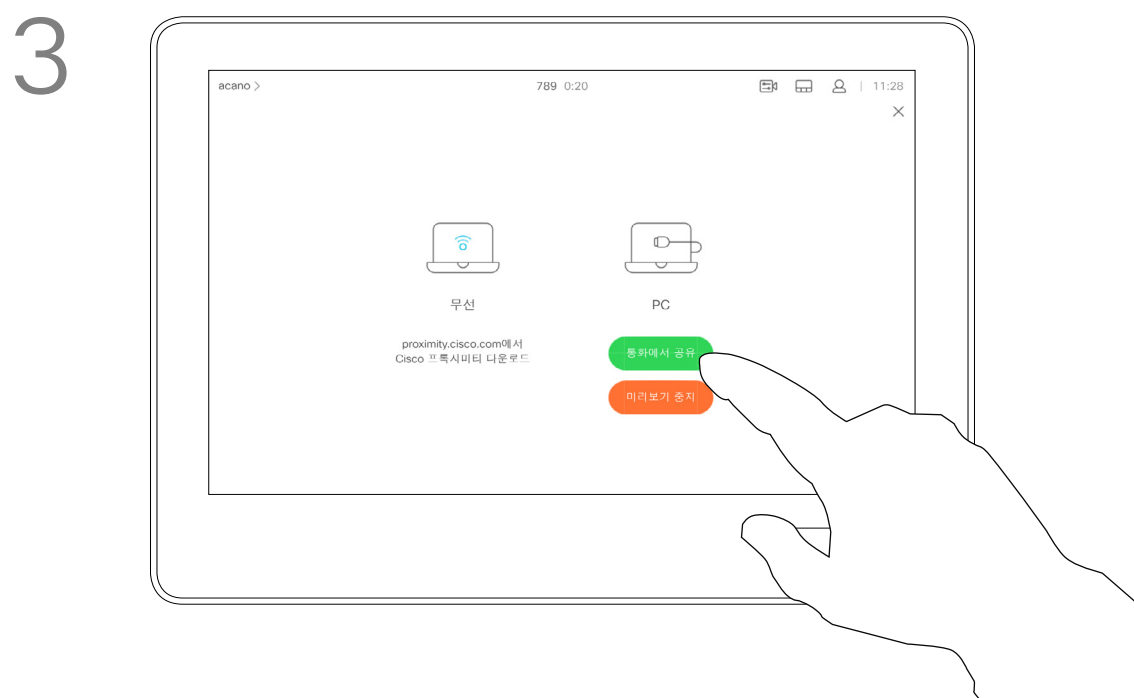 3
acano >
789 0:20
11:28
무선
PC
proximity.cisco.com에서
Cisco 프록시미티 다운로드
통화에서 공유
미리보기 중지